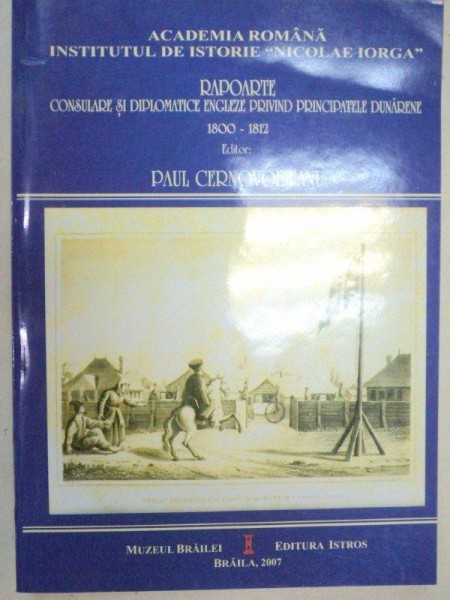 ACADEMIA ROMÂNĂ
INSTITUTUL DE ISTORIE "NICOLAE IORGA"
RAPOARTE
CONSULARE ȘI DIPLOMATICE ENGLEZE PRIVIND PRINCIPATELE DUNĂRENE
1800 - 1812
Editor:
PAUL CERNOVODEANU
MUZEUL BRĂILEI
EDITURA ISTROS
BRĂILA, 2007